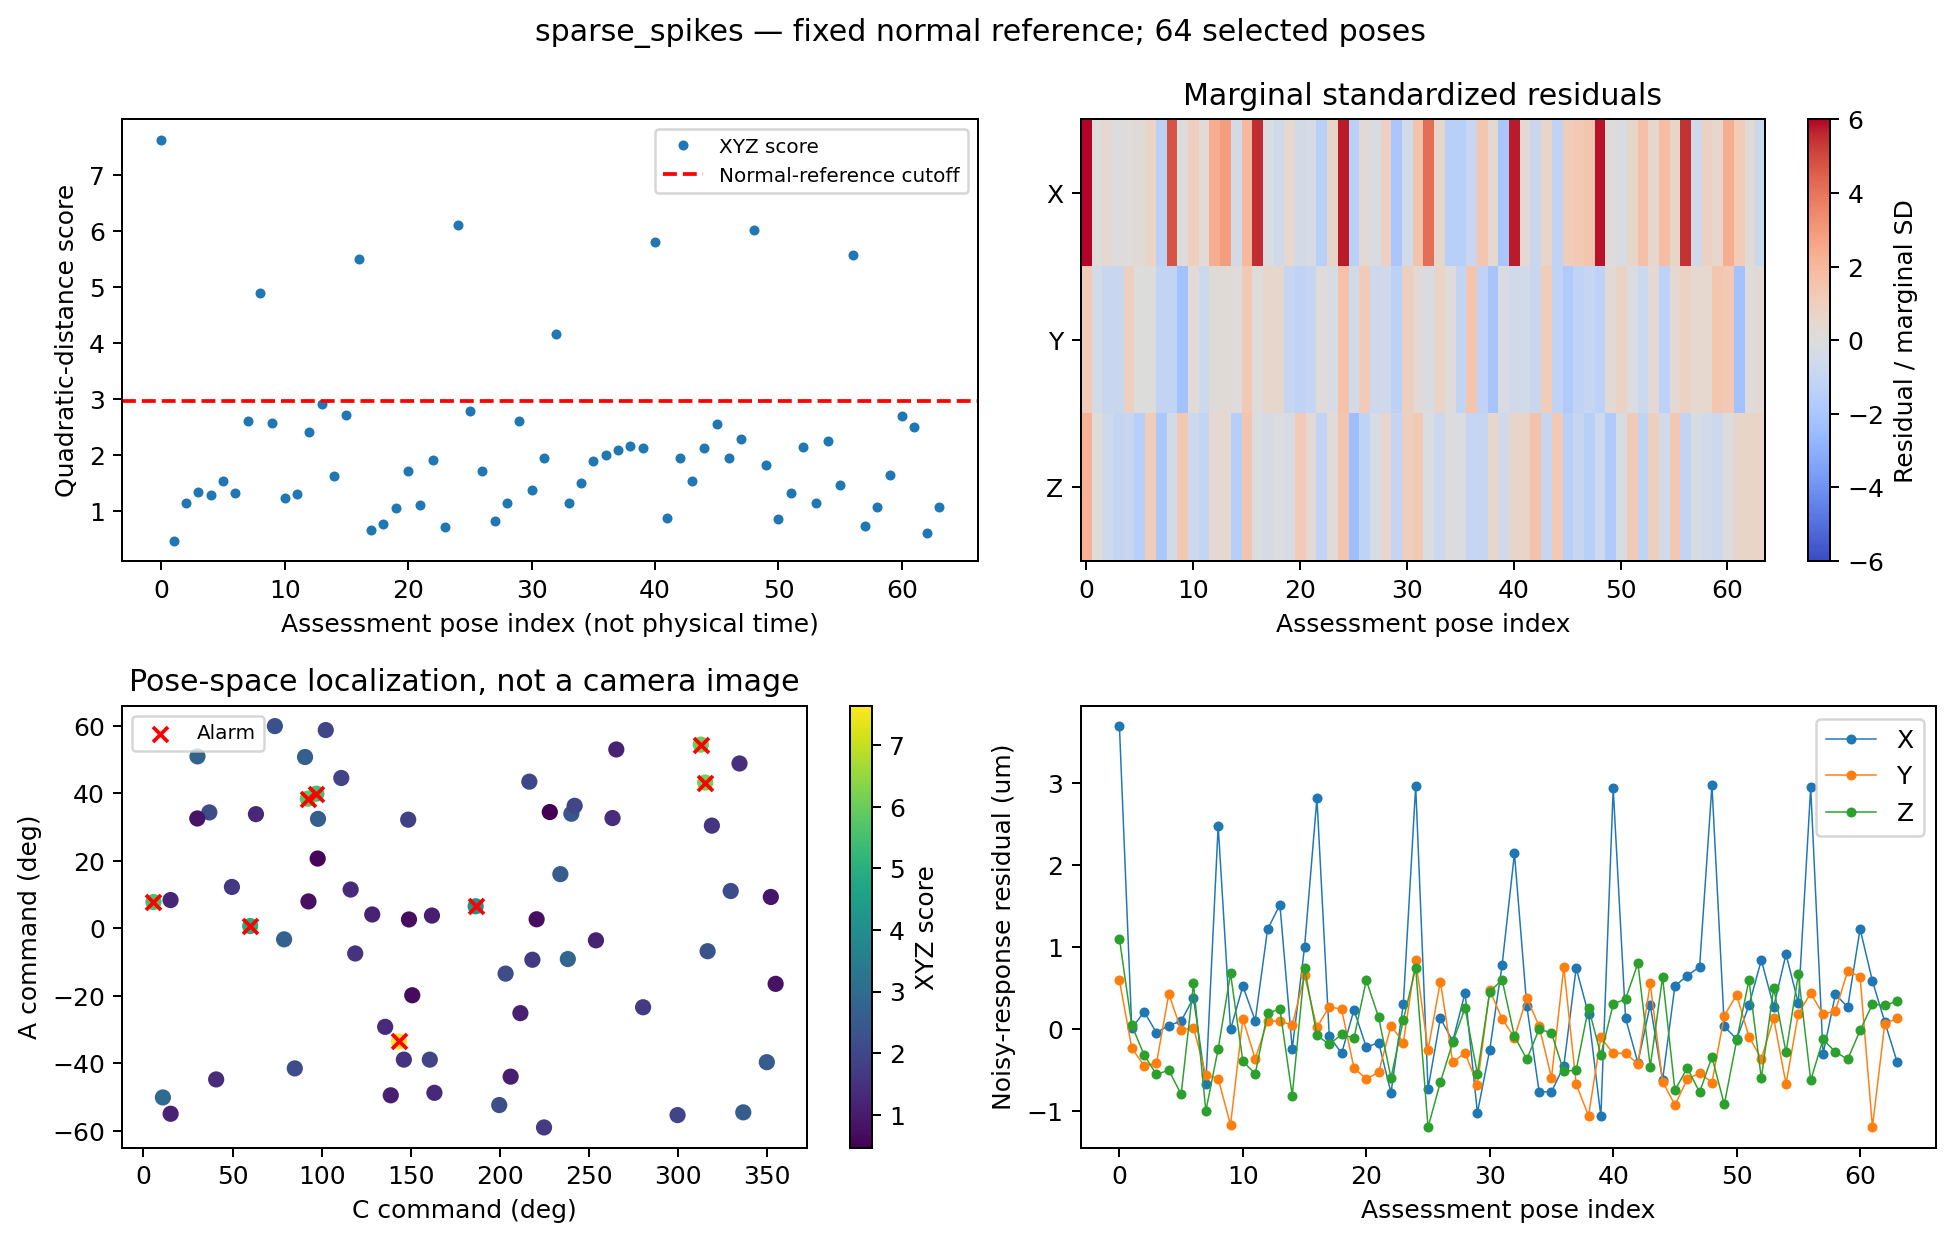 sparse_spikes — fixed normal reference; 64 selected poses
Quadratic-distance score
7
6
5
4
3
2
1
XYZ score
Normal-reference cutoff
0 10 20 30 40 50 60
Assessment pose index (not physical time)
Marginal standardized residuals
X
Y
Z
0 10 20 30 40 50 60
Assessment pose index
6
4
2
0
−2
−4
−6
Residual / marginal SD
Pose-space localization, not a camera image
A command (deg)
60
40
20
0
−20
−40
−60
Alarm
0 50 100 150 200 250 300 350
C command (deg)
7
6
5
4
3
2
1
XYZ score
Noisy-response residual (um)
3
2
1
0
−1
X
Y
Z
0 10 20 30 40 50 60
Assessment pose index